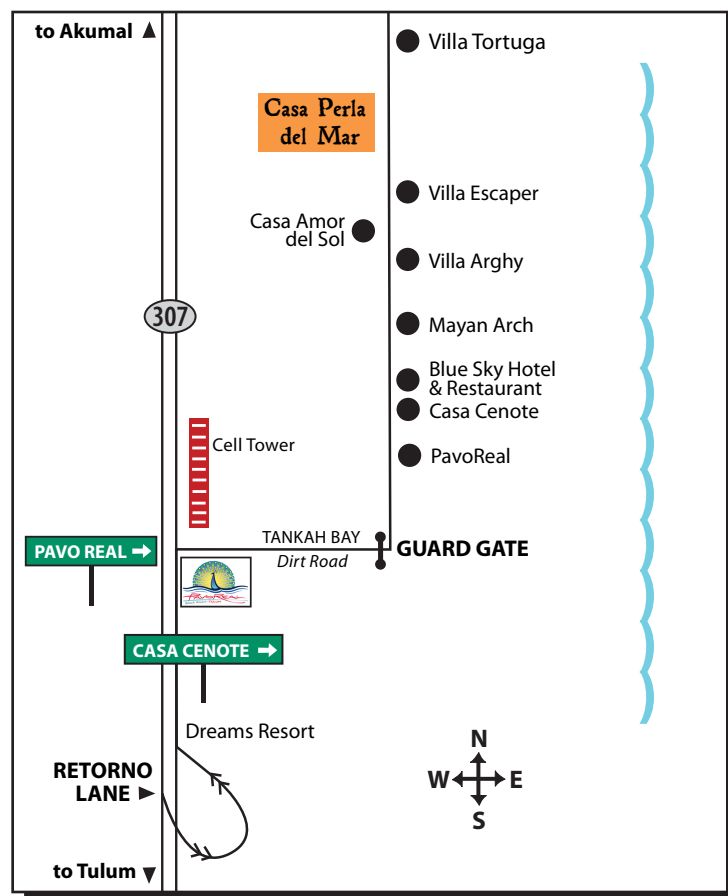 to Akumal
Villa Tortuga
Casa Perla
del Mar
Villa Escaper
Casa Amor
del Sol
Villa Arghy
307
Mayan Arch
Blue Sky Hotel
& Restaurant
Casa Cenote
Cell Tower
PavoReal
TANKAH BAY
PAVO REAL →
GUARD GATE
Dirt Road
CASA CENOTE →
Dreams Resort
N
RETORNO
LANE
W
E
S
to Tulum